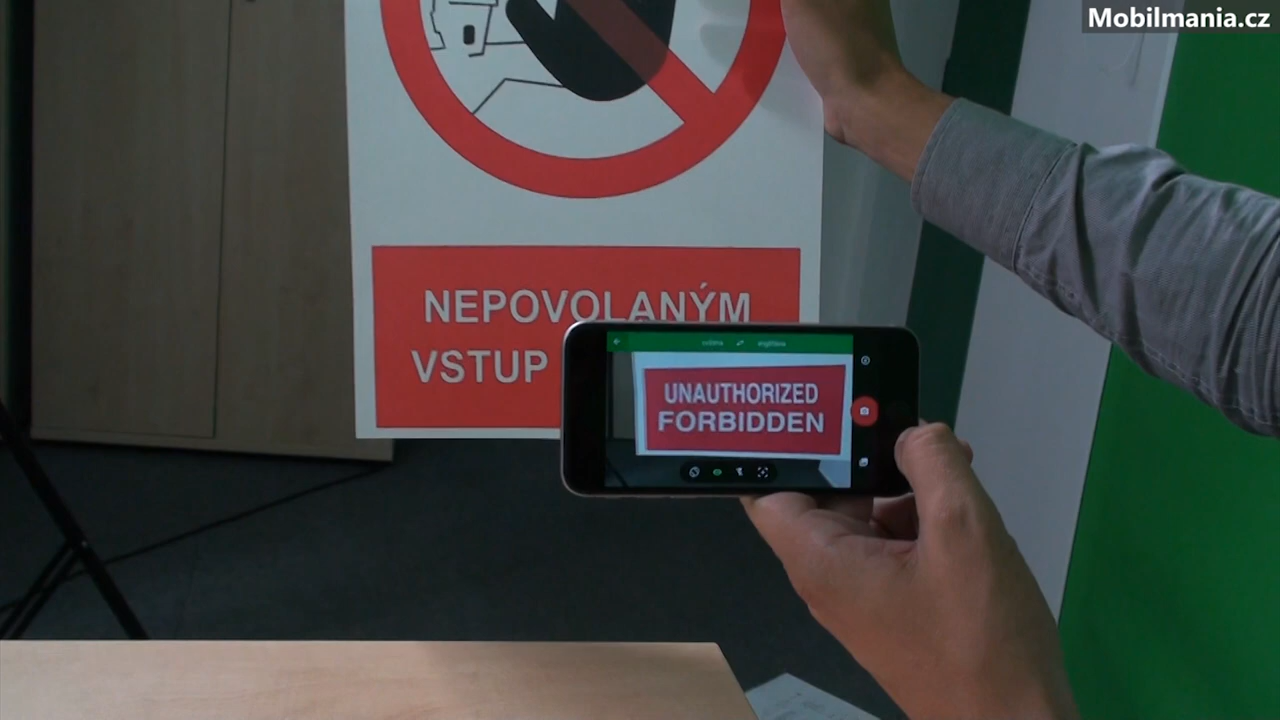 Mobilmania.cz
NEPOVOLANÝM
VSTUP
UNAUTHORIZED
FORBIDDEN